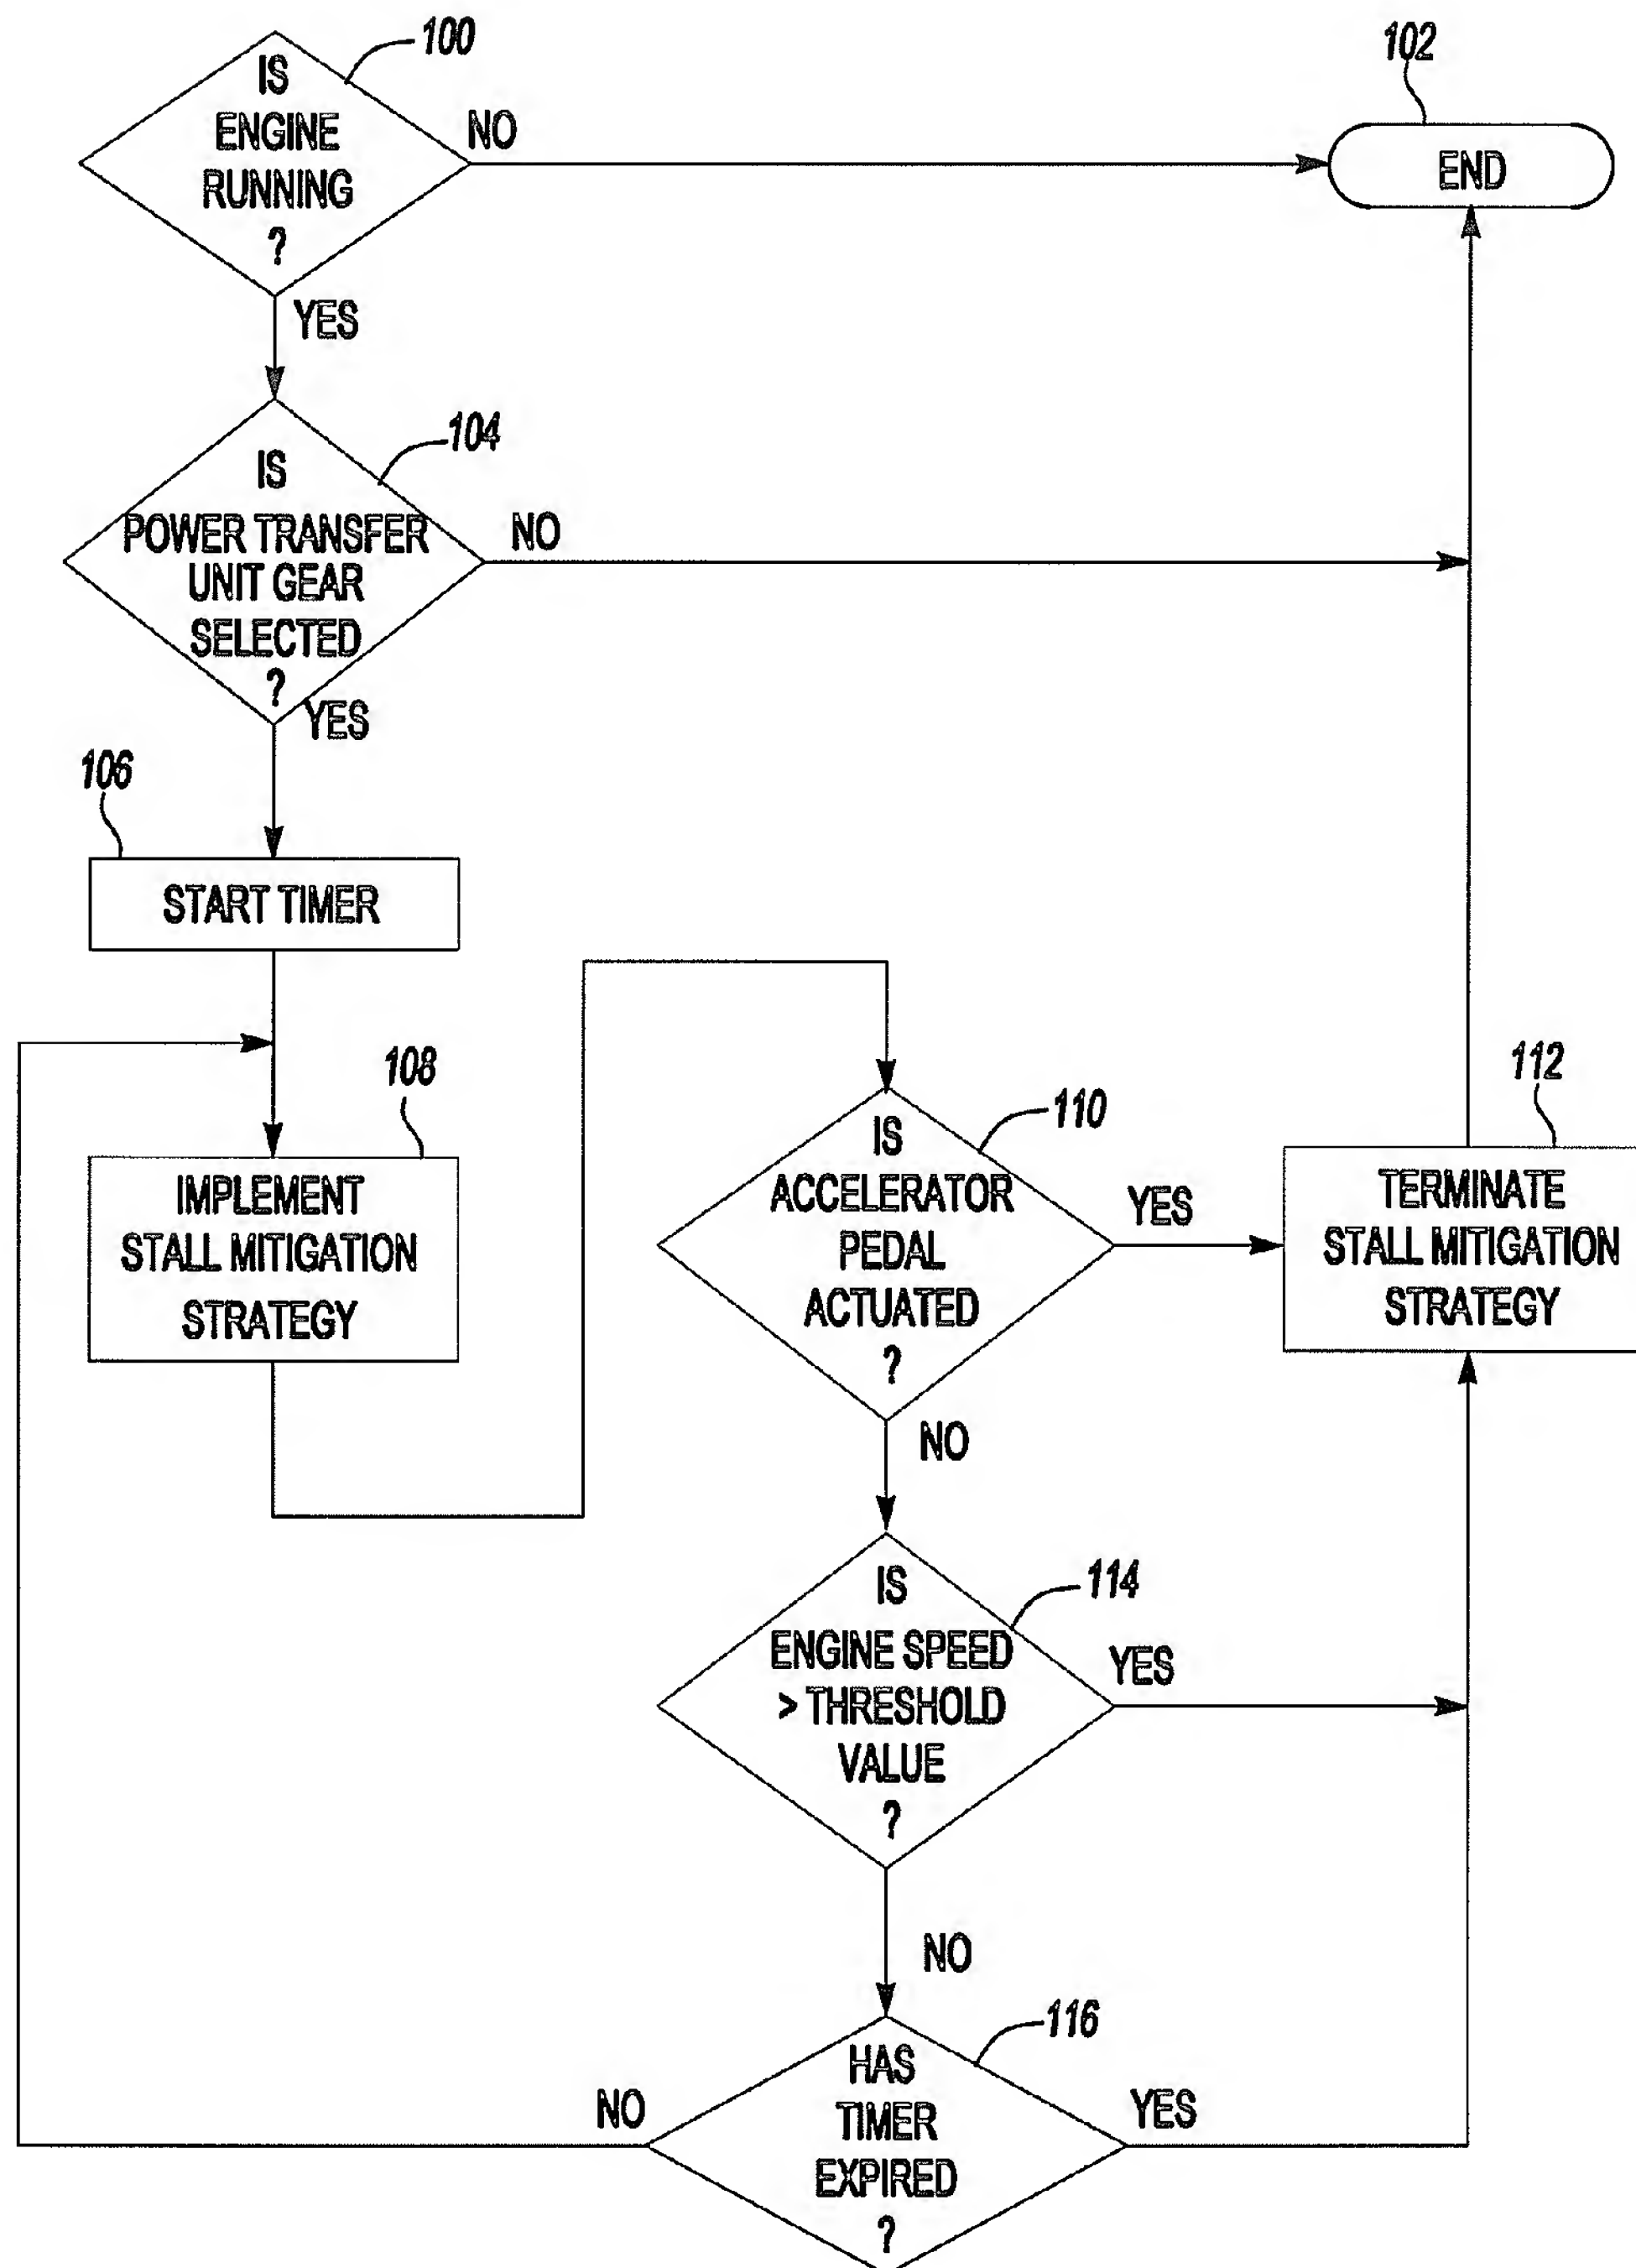 100
IS
ENGINE
RUNNING
?
NO
YES
102
END
104
IS
POWER TRANSFER
UNIT GEAR
SELECTED
?
NO
YES
106
START TIMER
108
IMPLEMENT
STALL MITIGATION
STRATEGY
110
IS
ACCELERATOR
PEDAL
ACTUATED
?
YES
NO
112
TERMINATE
STALL MITIGATION
STRATEGY
114
IS
ENGINE SPEED
> THRESHOLD
VALUE
?
YES
NO
116
HAS
TIMER
EXPIRED
?
NO
YES